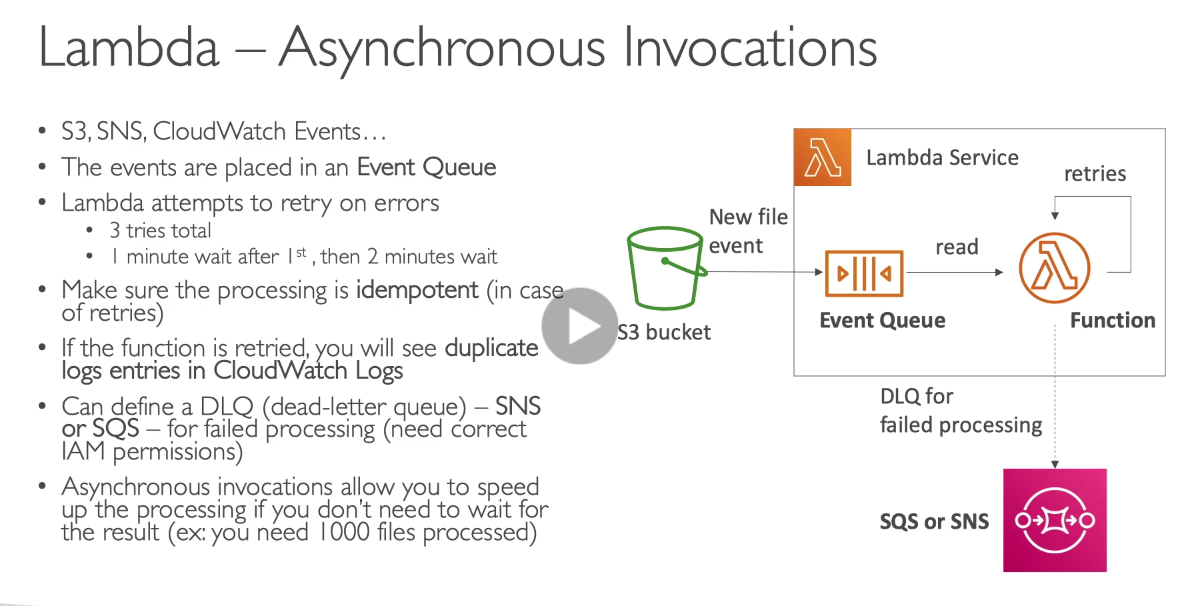 Lambda – Asynchronous Invocations
• S3, SNS, CloudWatch Events…
• The events are placed in an Event Queue
• Lambda attempts to retry on errors
• 3 tries total
• 1 minute wait after 1st , then 2 minutes wait
• Make sure the processing is idempotent (in case
of retries)
• If the function is retried, you will see duplicate
logs entries in CloudWatch Logs
• Can define a DLQ (dead-letter queue) – SNS
or SQS – for failed processing (need correct
IAM permissions)
• Asynchronous invocations allow you to speed
up the processing if you don't need to wait for
the result (ex: you need 1000 files processed)
Lambda Service
retries
New file
event
read
S3 bucket
Event Queue
Function
DLQ for
failed processing
SQS or SNS